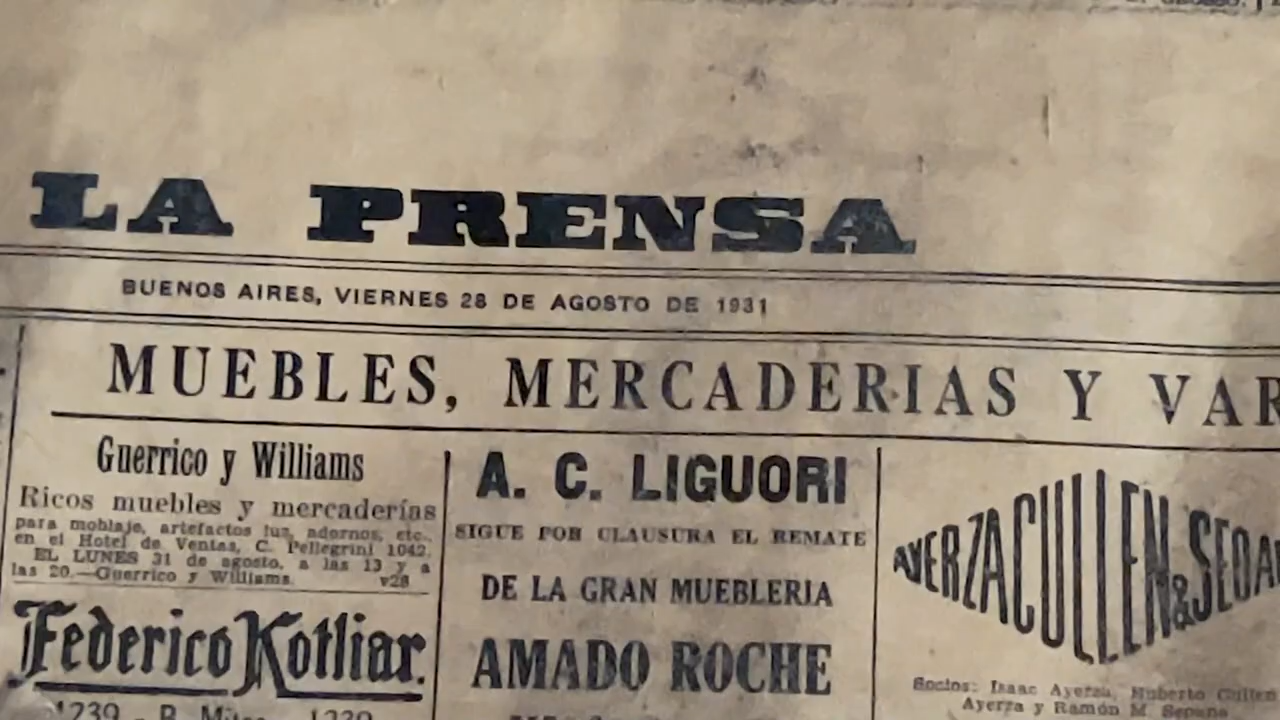 LA PRENSA
BUENOS AIRES, VIERNES 28 DE AGOSTO DE 1931
MUEBLES, MERCADERIAS Y VAR
Guerrico y Williams
Ricos muebles y mercaderías
para moblaje, artefactos luz, adornos, etc.,
en el Hotel de Ventas, C. Pellegrini 1042.
EL LUNES 31 de agosto, a las 13 y a
las 20.—Guerrico y Williams. v28
Federico Kotliar.
1239 - B. Mitre - 1239
A. C. LIGUORI
SIGUE POR CLAUSURA EL REMATE
DE LA GRAN MUEBLERIA
AMADO ROCHE
AYERZA CULLEN & SEOA
Socios: Isaac Ayerza, Huberto Cullen
Ayerza y Ramón M.